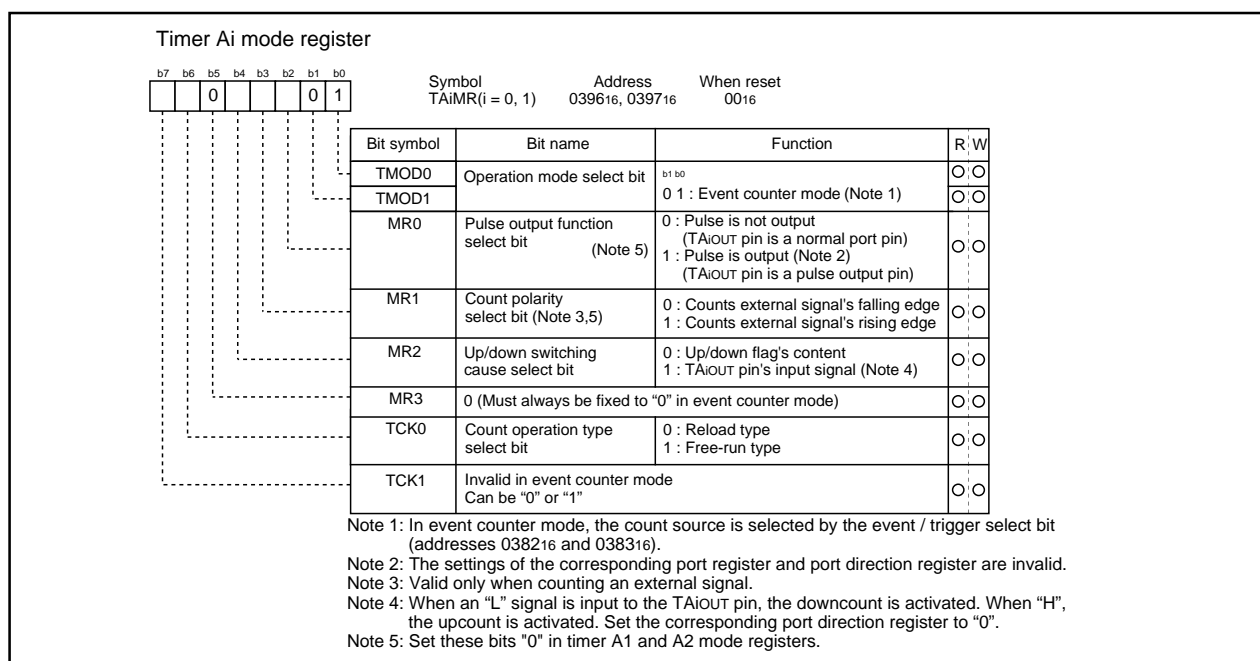 Timer Ai mode register
b7 b6 b5 b4 b3 b2 b1 b0
0 0 1
Symbol Address When reset
TAiMR(i = 0, 1) 039616, 039716 0016
Bit symbol Bit name Function R W
TMOD0 Operation mode select bit b1 b0
TMOD1 0 1 : Event counter mode (Note 1)
MR0 Pulse output function select bit (Note 5)
0 : Pulse is not output
(TAiOUT pin is a normal port pin)
1 : Pulse is output (Note 2)
(TAiOUT pin is a pulse output pin)
MR1 Count polarity select bit (Note 3,5)
0 : Counts external signal's falling edge
1 : Counts external signal's rising edge
MR2 Up/down switching cause select bit
0 : Up/down flag's content
1 : TAiOUT pin's input signal (Note 4)
MR3 0 (Must always be fixed to “0” in event counter mode)
TCK0 Count operation type select bit
0 : Reload type
1 : Free-run type
TCK1 Invalid in event counter mode
Can be “0” or “1”
Note 1: In event counter mode, the count source is selected by the event / trigger select bit
(addresses 038216 and 038316).
Note 2: The settings of the corresponding port register and port direction register are invalid.
Note 3: Valid only when counting an external signal.
Note 4: When an “L” signal is input to the TAiOUT pin, the downcount is activated. When “H”,
the upcount is activated. Set the corresponding port direction register to “0”.
Note 5: Set these bits "0" in timer A1 and A2 mode registers.